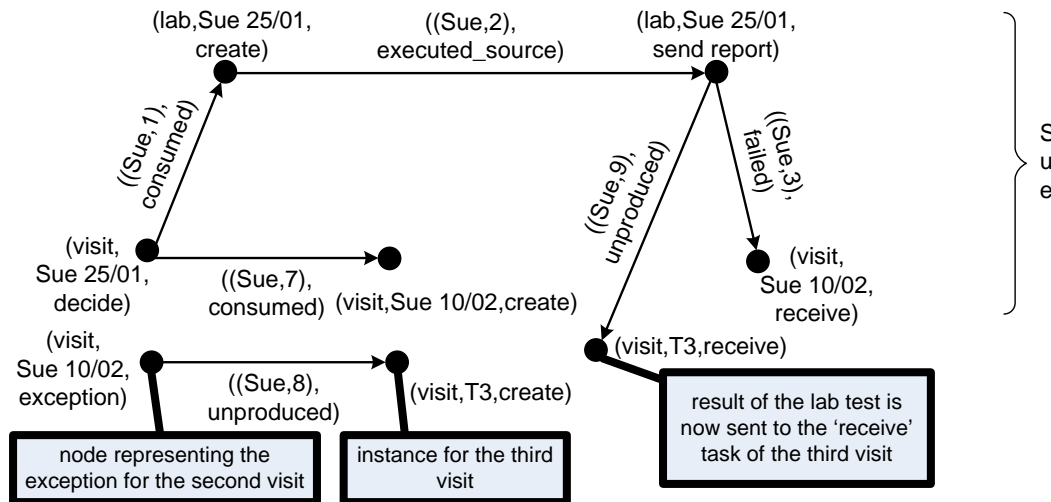 (lab,Sue 25/01,
create)
((Sue,2),
executed_source)
(lab,Sue 25/01,
send report)
((Sue,1),
consumed)
((Sue,9),
unproduced)
((Sue,3),
failed)
(visit,
Sue 25/01,
decide)
((Sue,7),
consumed)
(visit,Sue 10/02,create)
(visit,
Sue 10/02,
receive)
(visit,
Sue 10/02,
exception)
((Sue,8),
unproduced)
(visit,T3,create)
(visit,T3,receive)
node representing the
exception for the second visit
instance for the third
visit
result of the lab test is
now sent to the ‘receive’
task of the third visit